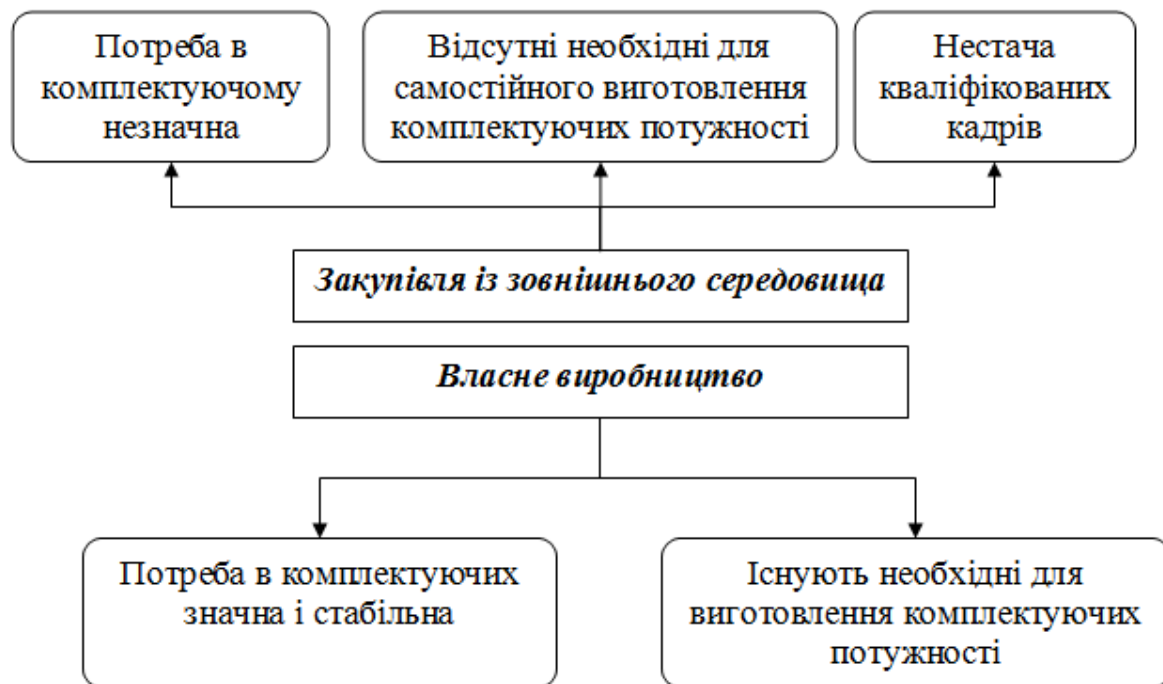 Потреба в
комплектуючому
незначна
Відсутні необхідні для
самостійного виготовлення
комплектуючих потужності
Нестача
кваліфікованих
кадрів
Закупівля із зовнішнього середовища
Власне виробництво
Потреба в комплектуючих
значна і стабільна
Існують необхідні для
виготовлення комплектуючих
потужності